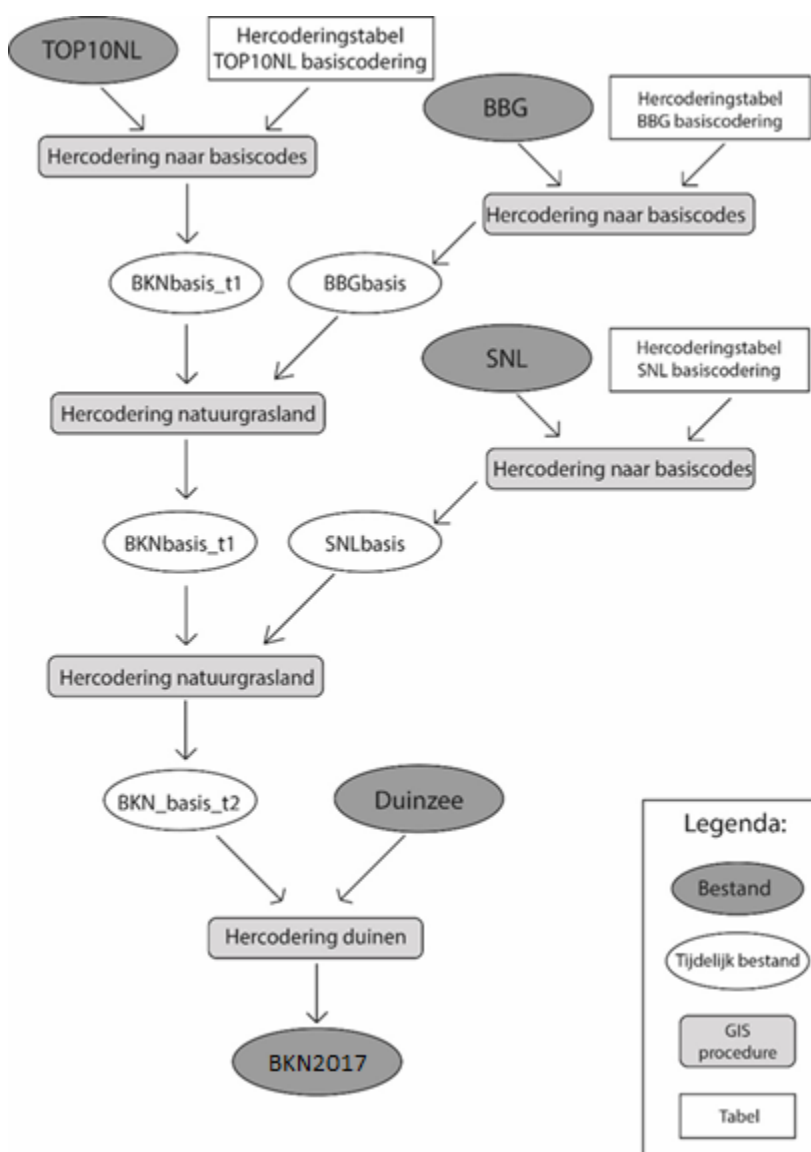 TOP10NL
Hercoderingstabel
TOP10NL basiscodering
BBG
Hercoderingstabel
BBG basiscodering
Hercodering naar basiscodes
Hercodering naar basiscodes
BKNbasis_t1
BBGbasis
SNL
Hercoderingstabel
SNL basiscodering
Hercodering natuurgrasland
Hercodering naar basiscodes
BKNbasis_t1
SNLbasis
Hercodering natuurgrasland
BKN_basis_t2
Duinzee
Hercodering duinen
BKN2017
Legenda:
Bestand
Tijdelijk bestand
GIS
procedure
Tabel